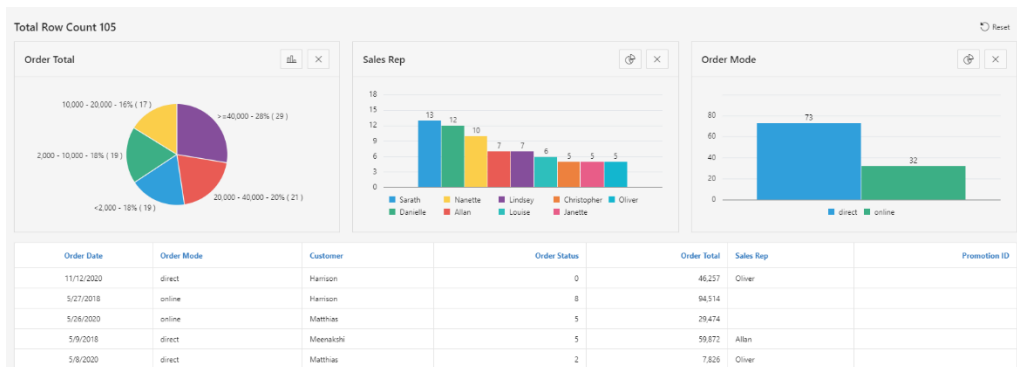 Total Row Count 105
Reset
Order Total
10,000 - 20,000 - 16% ( 17 )
>=40,000 - 28% ( 29 )
2,000 - 10,000 - 18% ( 19 )
<2,000 - 18% ( 19 )
20,000 - 40,000 - 20% ( 21 )
Sales Rep
18
15
12
9
6
3
0
13 12 10 7 7 6 5 5 5
Sarath Nanette Lindsey Christopher Oliver
Danielle Allan Louise Janette
Order Mode
80
60
40
20
0
73 32
direct online
Order Date Order Mode Customer Order Status Order Total Sales Rep Promotion ID
11/12/2020 direct Harrison 0 46,257 Oliver
5/27/2018 online Harrison 8 94,514
5/26/2020 online Matthias 5 29,474
5/9/2018 direct Meenakshi 5 59,872 Allan
5/8/2020 direct Matthias 2 7,826 Oliver